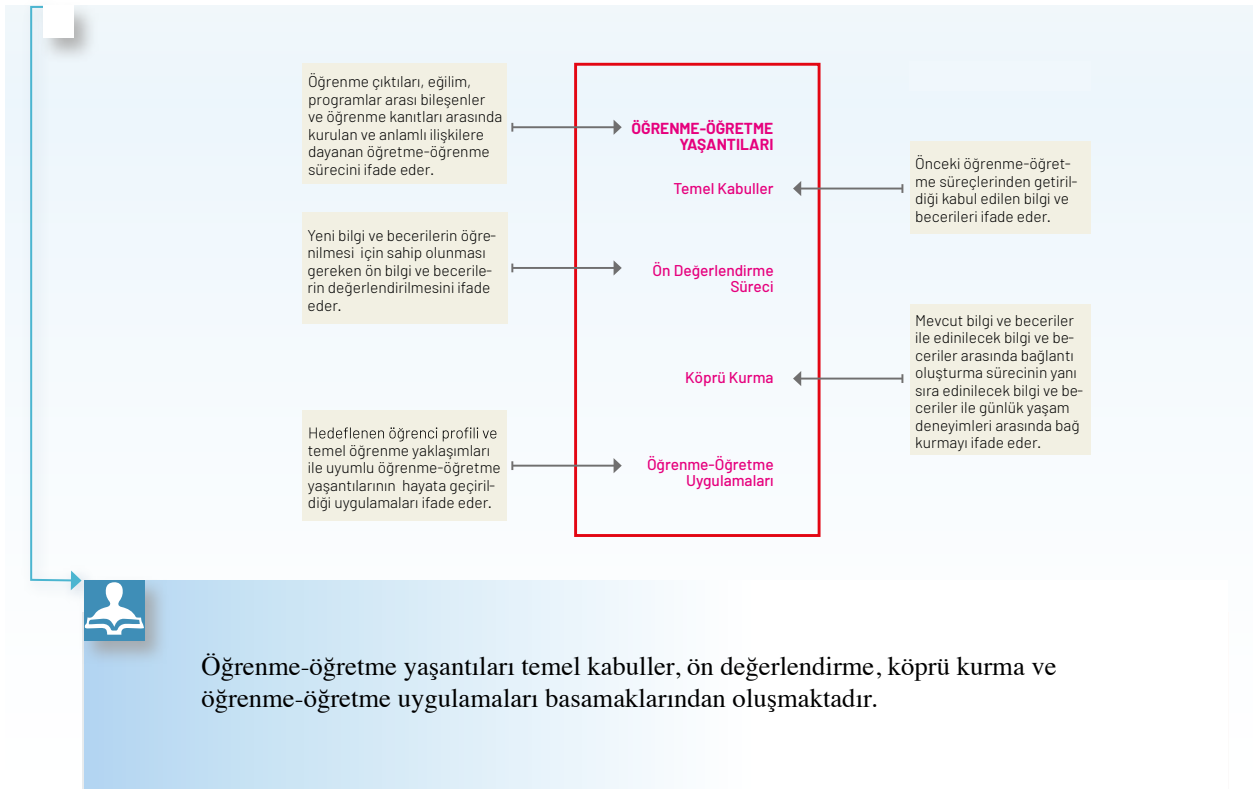 Öğrenme çıktıları, eğilim,
programlar arası bileşenler
ve öğrenme kanıtları arasında
kurulan ve anlamlı ilişkilere
dayanan öğretme-öğrenme
sürecini ifade eder.
ÖĞRENME-ÖĞRETME
YAŞANTILARI
Temel Kabuller
Önceki öğrenme-öğret-
me süreçlerinden getiril-
diği kabul edilen bilgi ve
becerileri ifade eder.
Yeni bilgi ve becerilerin öğre-
nilmesi için sahip olunması
gereken ön bilgi ve becerile-
rin değerlendirilmesini ifade
eder.
Ön Değerlendirme
Süreci
Mevcut bilgi ve beceriler
ile edinilecek bilgi ve be-
ceriler arasında bağlantı
oluşturma sürecinin yanı
sıra edinilecek bilgi ve be-
ceriler ile günlük yaşam
deneyimleri arasında bağ
kurmayı ifade eder.
Köprü Kurma
Hedeflenen öğrenci profili ve
temel öğrenme yaklaşımları
ile uyumlu öğrenme-öğretme
yaşantılarının hayata geçiril-
diği uygulamaları ifade eder.
Öğrenme-Öğretme
Uygulamaları
Öğrenme-öğretme yaşantıları temel kabuller, ön değerlendirme, köprü kurma ve
öğrenme-öğretme uygulamaları basamaklarından oluşmaktadır.